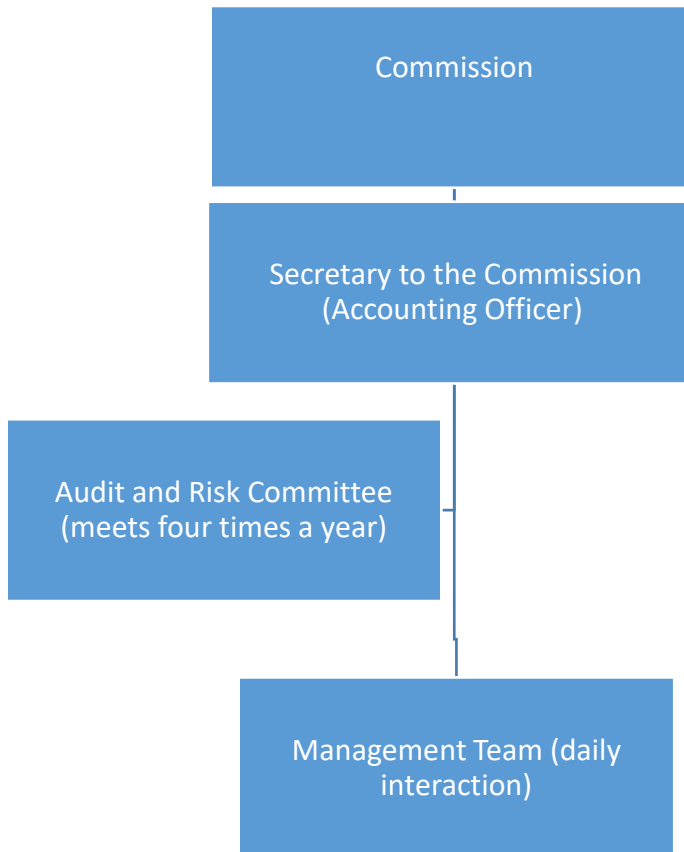 Commission
Secretary to the Commission
(Accounting Officer)
Audit and Risk Committee
(meets four times a year)
Management Team (daily
interaction)